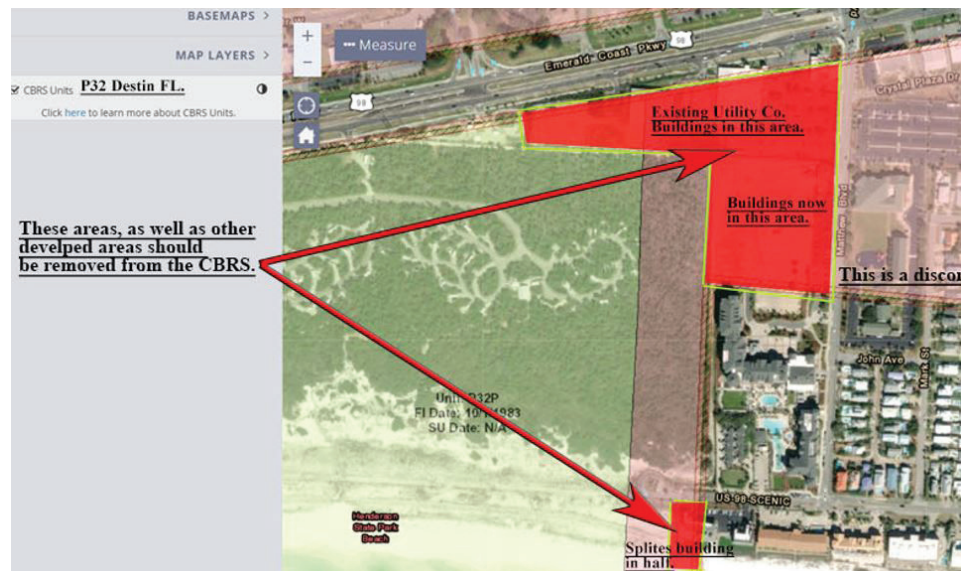 BASEMAPS >
MAP LAYERS >
CBRS Units P32 Destin FL.
Click here to learn more about CBRS Units.
These areas, as well as other
develped areas should
be removed from the CBRS.
+
−
Measure
98
Emerald Coast Pkwy
98
Crystal Plaza Dr
Existing Utility Co.
Buildings in this area.
Buildings now
in this area.
Matthew Blvd
This is a discon
John Ave
Mark St
Unit: P32P
FI Date: 10/1/1983
SU Date: N/A
US-98-SCENIC
Henderson
State Park
Beach
Splites building
in half.